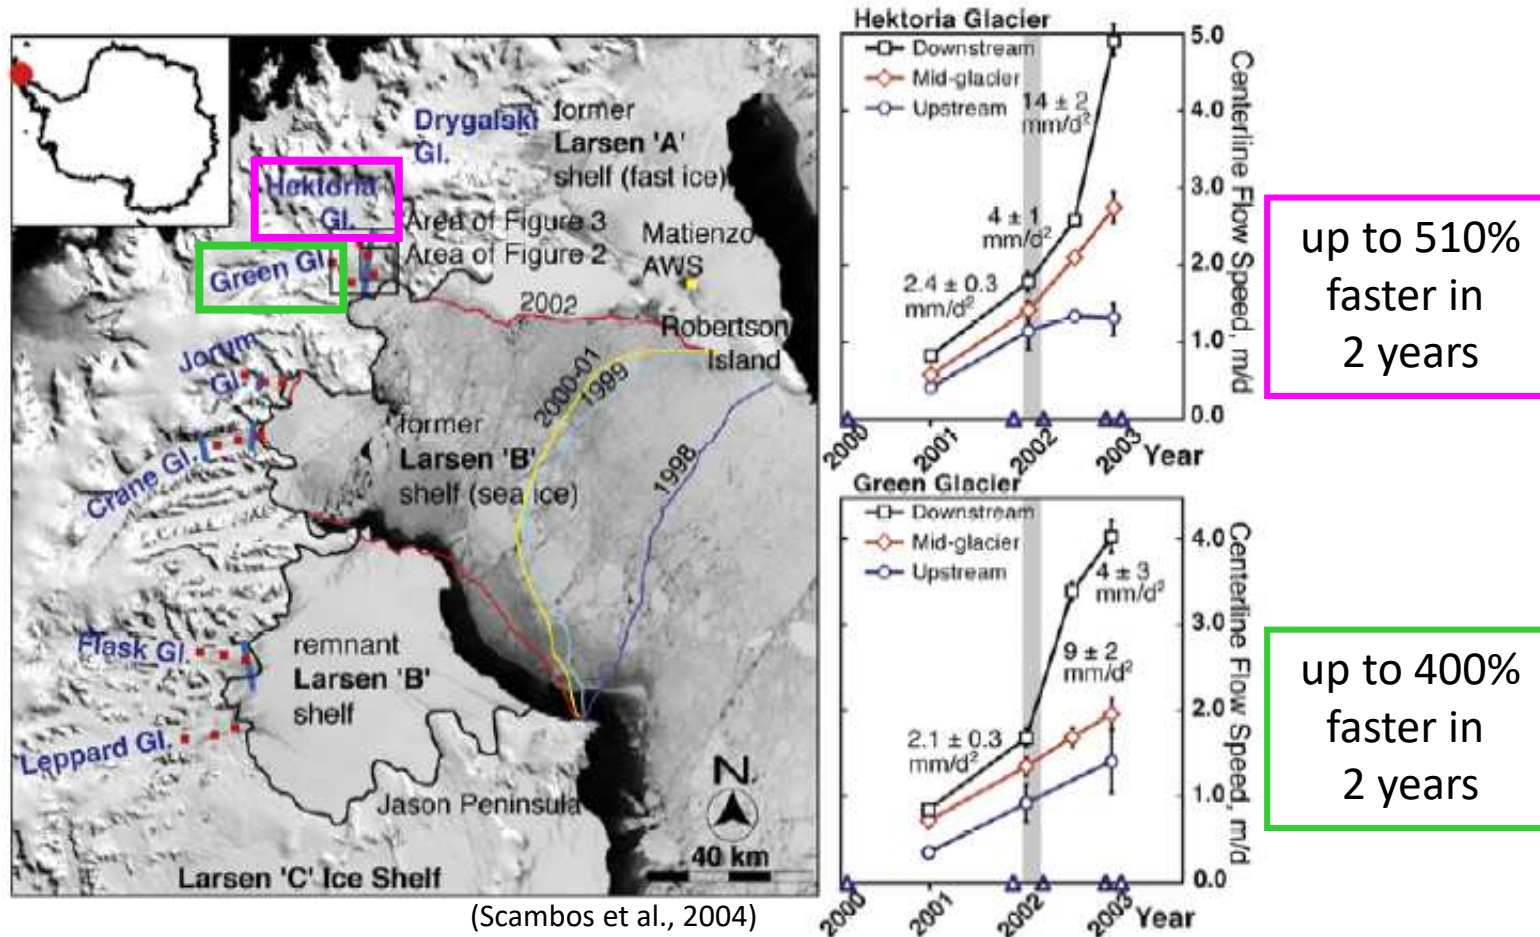 Drygalski
Gl.
former
Larsen 'A'
shelf (fast ice)
Hektoria
Gl.
Area of Figure 3
Area of Figure 2
Green Gl.
Matienzo
AWS
2002
Robertson
Island
Jorum
Gl.
2000-01
1999
1998
former
Larsen 'B'
shelf (sea ice)
Crane Gl.
Flask Gl.
remnant
Larsen 'B'
shelf
Leppard Gl.
Jason Peninsula
N
40 km
Larsen 'C' Ice Shelf
(Scambos et al., 2004)
Hektoria Glacier
Downstream
Mid-glacier
Upstream
14 ± 2
mm/d²
4 ± 1
mm/d²
2.4 ± 0.3
mm/d²
5.0
4.0
3.0
2.0
1.0
0.0
Centerline Flow Speed, m/d
2000
2001
2002
2003
Year
Green Glacier
Downstream
Mid-glacier
Upstream
4 ± 3
mm/d²
9 ± 2
mm/d²
2.1 ± 0.3
mm/d²
4.0
3.0
2.0
1.0
0.0
Centerline Flow Speed, m/d
2000
2001
2002
2003
Year
up to 510%
faster in
2 years
up to 400%
faster in
2 years